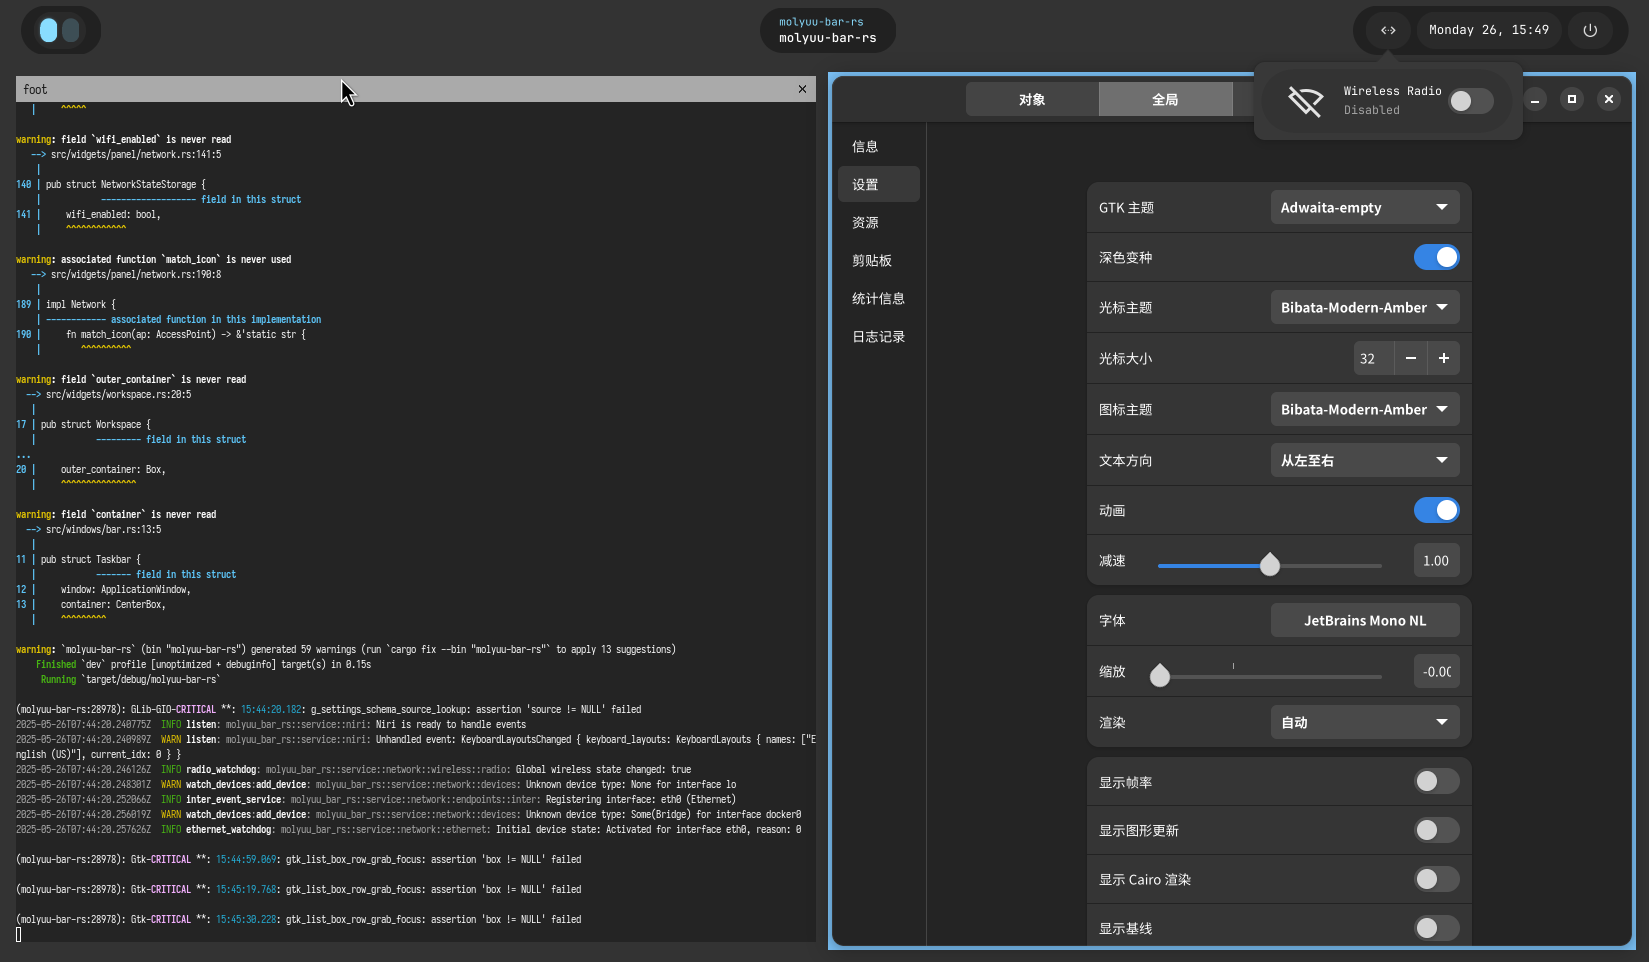 molyuu-bar-rs
molyuu-bar-rs
Monday 26, 15:49
foot
| ^^^^^
warning: field `wifi_enabled` is never read
--> src/widgets/panel/network.rs:141:5
|
140 | pub struct NetworkStateStorage {
| ------------------- field in this struct
141 | wifi_enabled: bool,
| ^^^^^^^^^^^^
warning: associated function `match_icon` is never used
--> src/widgets/panel/network.rs:190:8
|
189 | impl Network {
| ------------ associated function in this implementation
190 | fn match_icon(ap: AccessPoint) -> &'static str {
| ^^^^^^^^^^
warning: field `outer_container` is never read
--> src/widgets/workspace.rs:20:5
|
17 | pub struct Workspace {
| --------- field in this struct
...
20 | outer_container: Box,
| ^^^^^^^^^^^^^^^
warning: field `container` is never read
--> src/windows/bar.rs:13:5
|
11 | pub struct Taskbar {
| ------- field in this struct
12 | window: ApplicationWindow,
13 | container: CenterBox,
| ^^^^^^^^^
warning: `molyuu-bar-rs` (bin "molyuu-bar-rs") generated 59 warnings (run `cargo fix --bin "molyuu-bar-rs"` to apply 13 suggestions)
Finished `dev` profile [unoptimized + debuginfo] target(s) in 0.15s
Running `target/debug/molyuu-bar-rs`
(molyuu-bar-rs:28978): GLib-GIO-CRITICAL **: 15:44:20.182: g_settings_schema_source_lookup: assertion 'source != NULL' failed
2025-05-26T07:44:20.240775Z INFO listen: molyuu_bar_rs::service::niri: Niri is ready to handle events
2025-05-26T07:44:20.240989Z WARN listen: molyuu_bar_rs::service::niri: Unhandled event: KeyboardLayoutsChanged { keyboard_layouts: KeyboardLayouts { names: ["E
nglish (US)"], current_idx: 0 } }
2025-05-26T07:44:20.246126Z INFO radio_watchdog: molyuu_bar_rs::service::network::wireless::radio: Global wireless state changed: true
2025-05-26T07:44:20.248301Z WARN watch_devices:add_device: molyuu_bar_rs::service::network::devices: Unknown device type: None for interface lo
2025-05-26T07:44:20.252066Z INFO inter_event_service: molyuu_bar_rs::service::network::endpoints::inter: Registering interface: eth0 (Ethernet)
2025-05-26T07:44:20.256019Z WARN watch_devices:add_device: molyuu_bar_rs::service::network::devices: Unknown device type: Some(Bridge) for interface docker0
2025-05-26T07:44:20.257626Z INFO ethernet_watchdog: molyuu_bar_rs::service::network::ethernet: Initial device state: Activated for interface eth0, reason: 0
(molyuu-bar-rs:28978): Gtk-CRITICAL **: 15:44:59.069: gtk_list_box_row_grab_focus: assertion 'box != NULL' failed
(molyuu-bar-rs:28978): Gtk-CRITICAL **: 15:45:19.768: gtk_list_box_row_grab_focus: assertion 'box != NULL' failed
(molyuu-bar-rs:28978): Gtk-CRITICAL **: 15:45:30.228: gtk_list_box_row_grab_focus: assertion 'box != NULL' failed
对象 全局
Wireless Radio
Disabled
信息
设置
资源
剪贴板
统计信息
日志记录
GTK 主题 Adwaita-empty
深色变种
光标主题 Bibata-Modern-Amber
光标大小 32
图标主题 Bibata-Modern-Amber
文本方向 从左至右
动画
减速 1.00
字体 JetBrains Mono NL
缩放 -0.00
渲染 自动
显示帧率
显示图形更新
显示 Cairo 渲染
显示基线